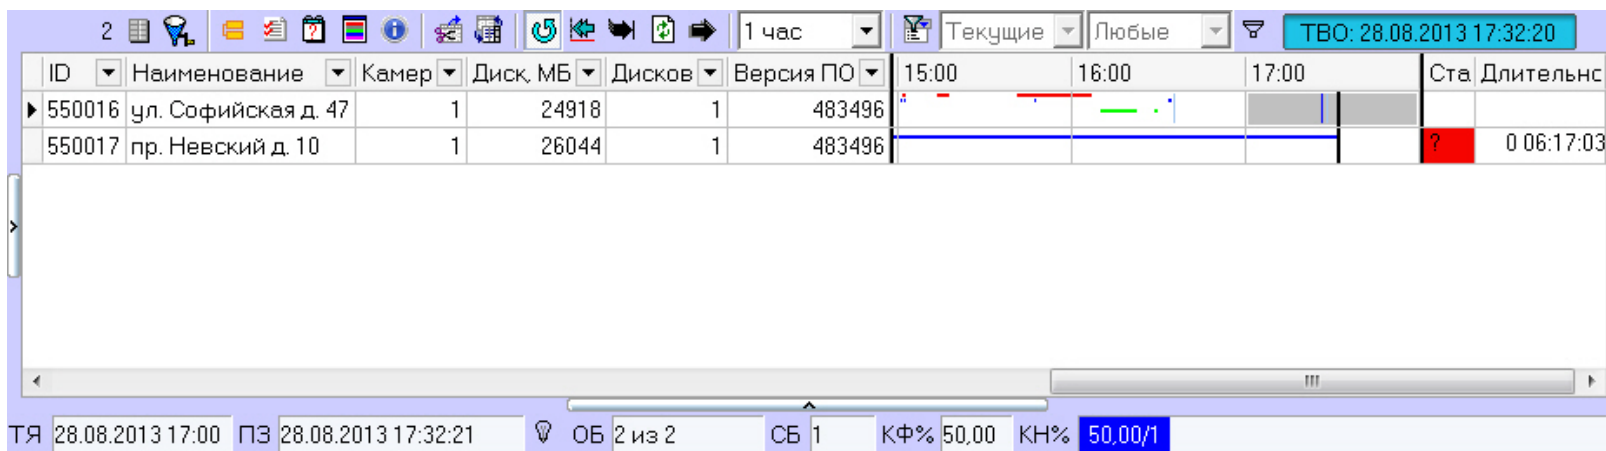 2 1 час Текущие Любые ТВО: 28.08.2013 17:32:20
ID Наименование Камер Диск, МБ Дисков Версия ПО 15:00 16:00 17:00 Ста Длительнс
550016 ул. Софийская д. 47 1 24918 1 483496
550017 пр. Невский д. 10 1 26044 1 483496 ? 0 06:17:03
ТЯ 28.08.2013 17:00 ПЗ 28.08.2013 17:32:21 ОБ 2 из 2 СБ 1 КФ% 50,00 КН% 50,00/1